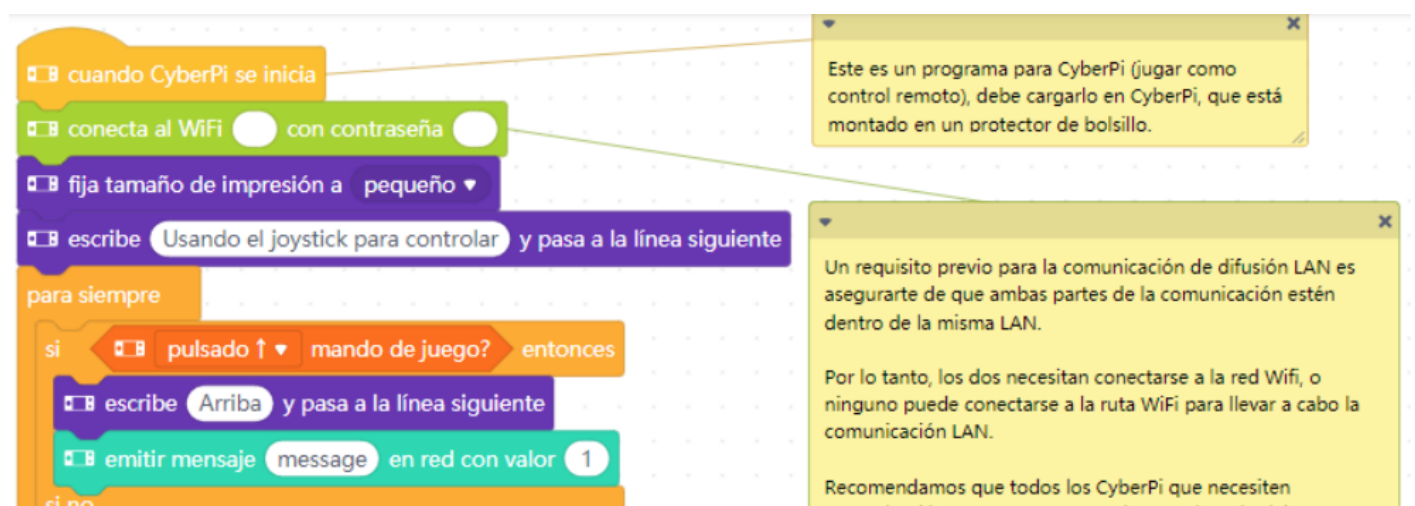 cuando CyberPi se inicia
conecta al WiFi con contraseña
fija tamaño de impresión a pequeño
escribe Usando el joystick para controlar y pasa a la línea siguiente
para siempre
si pulsado ↑ mando de juego? entonces
escribe Arriba y pasa a la línea siguiente
emitir mensaje message en red con valor 1
si no
Este es un programa para CyberPi (jugar como
control remoto), debe cargarlo en CyberPi, que está
montado en un protector de bolsillo.
Un requisito previo para la comunicación de difusión LAN es
asegurarte de que ambas partes de la comunicación estén
dentro de la misma LAN.
Por lo tanto, los dos necesitan conectarse a la red Wifi, o
ninguno puede conectarse a la ruta WiFi para llevar a cabo la
comunicación LAN.
Recomendamos que todos los CyberPi que necesiten